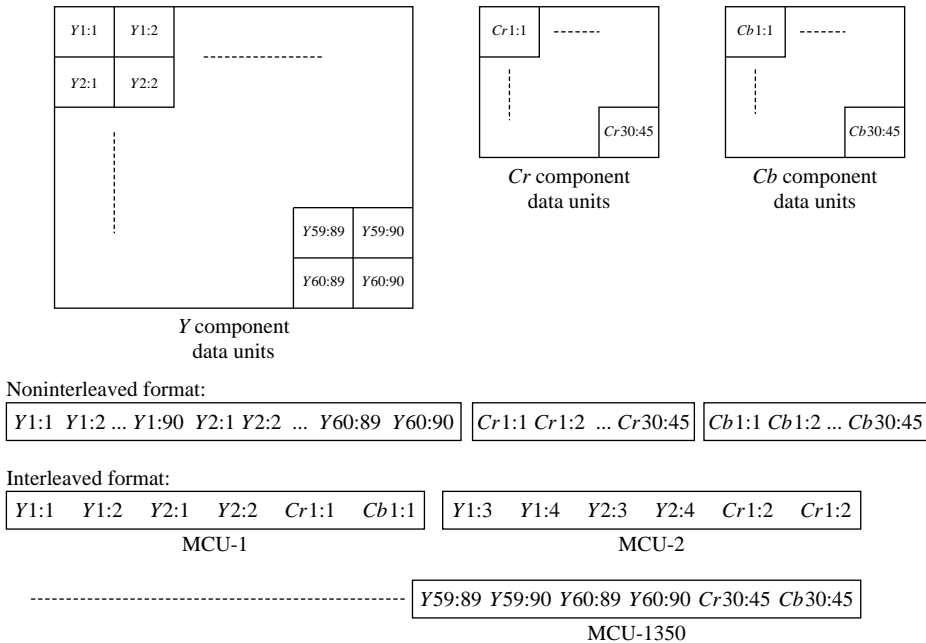 Y1:1 Y1:2
Y2:1 Y2:2
Y59:89 Y59:90
Y60:89 Y60:90
Y component
data units
Cr1:1
Cr30:45
Cr component
data units
Cb1:1
Cb30:45
Cb component
data units
Noninterleaved format:
Y1:1 Y1:2 ... Y1:90 Y2:1 Y2:2 ... Y60:89 Y60:90 Cr1:1 Cr1:2 ... Cr30:45 Cb1:1 Cb1:2 ... Cb30:45
Interleaved format:
Y1:1 Y1:2 Y2:1 Y2:2 Cr1:1 Cb1:1 Y1:3 Y1:4 Y2:3 Y2:4 Cr1:2 Cr1:2
MCU-1 MCU-2
Y59:89 Y59:90 Y60:89 Y60:90 Cr30:45 Cb30:45
MCU-1350